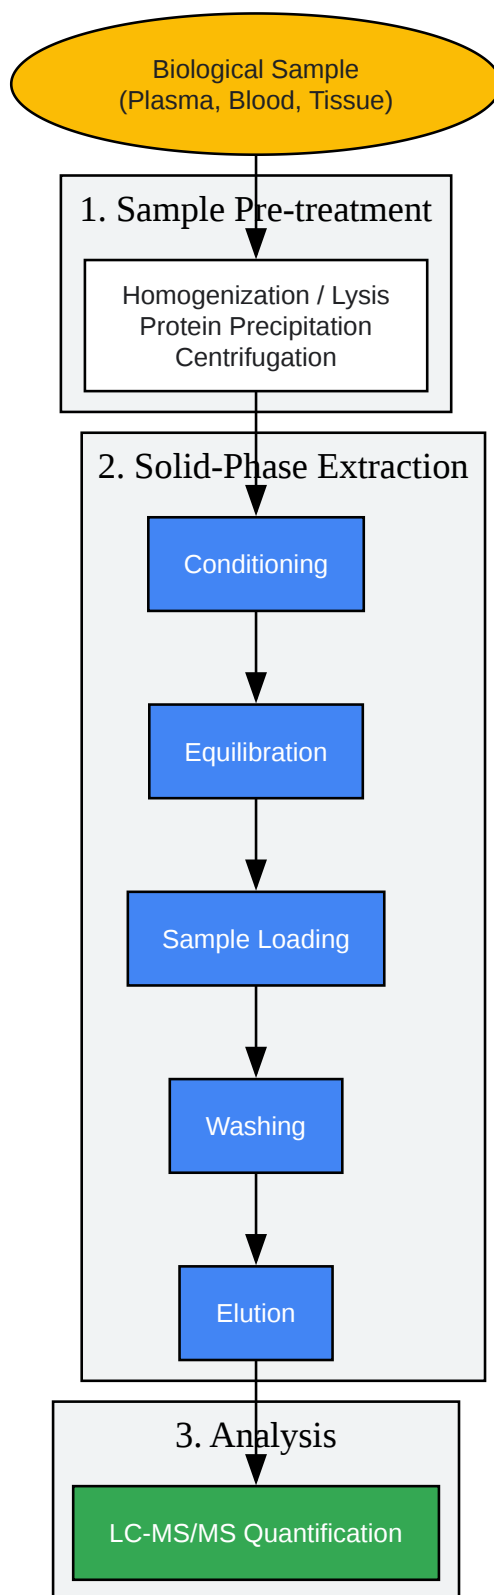 Biological Sample
(Plasma, Blood, Tissue)
1. Sample Pre-treatment
Homogenization / Lysis
Protein Precipitation
Centrifugation
2. Solid-Phase Extraction
Conditioning
Equilibration
Sample Loading
Washing
Elution
3. Analysis
LC-MS/MS Quantification